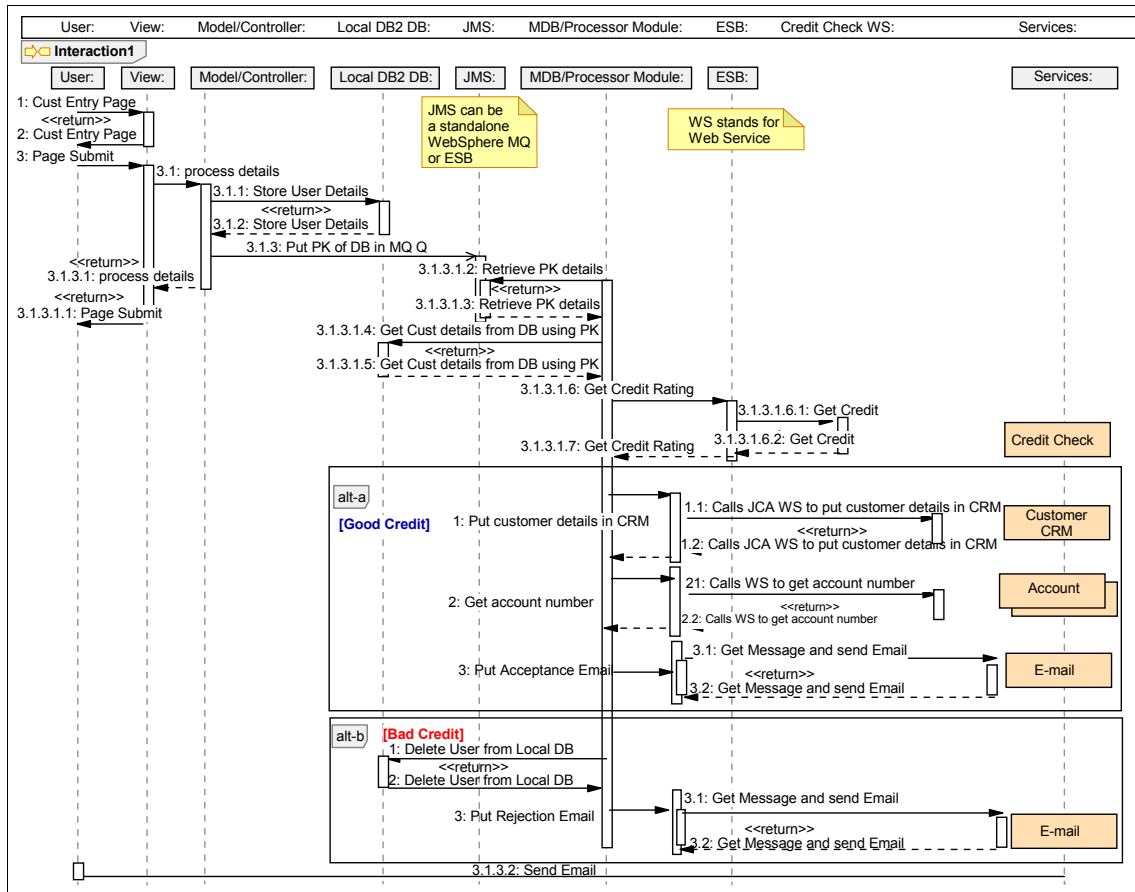 User: View: Model/Controller: Local DB2 DB: JMS: MDB/Processor Module: ESB: Credit Check WS: Services:
Interaction1
User: View: Model/Controller: Local DB2 DB: JMS: MDB/Processor Module: ESB: Services:
1: Cust Entry Page
<<return>>
2: Cust Entry Page
3: Page Submit
JMS can be
a standalone
WebSphere MQ
or ESB
WS stands for
Web Service
3.1: process details
3.1.1: Store User Details
<<return>>
3.1.2: Store User Details
3.1.3: Put PK of DB in MQ Q
<<return>>
3.1.3.1: process details
<<return>>
3.1.3.1.1: Page Submit
3.1.3.1.2: Retrieve PK details
<<return>>
3.1.3.1.3: Retrieve PK details
3.1.3.1.4: Get Cust details from DB using PK
<<return>>
3.1.3.1.5: Get Cust details from DB using PK
3.1.3.1.6: Get Credit Rating
3.1.3.1.6.1: Get Credit
3.1.3.1.6.2: Get Credit
3.1.3.1.7: Get Credit Rating
Credit Check
alt-a
[Good Credit]
1: Put customer details in CRM
1.1: Calls JCA WS to put customer details in CRM
<<return>>
1.2: Calls JCA WS to put customer details in CRM
Customer
CRM
2: Get account number
21: Calls WS to get account number
<<return>>
2.2: Calls WS to get account number
Account
3: Put Acceptance Email
3.1: Get Message and send Email
<<return>>
3.2: Get Message and send Email
E-mail
alt-b
[Bad Credit]
1: Delete User from Local DB
<<return>>
2: Delete User from Local DB
3: Put Rejection Email
3.1: Get Message and send Email
<<return>>
3.2: Get Message and send Email
E-mail
3.1.3.2: Send Email